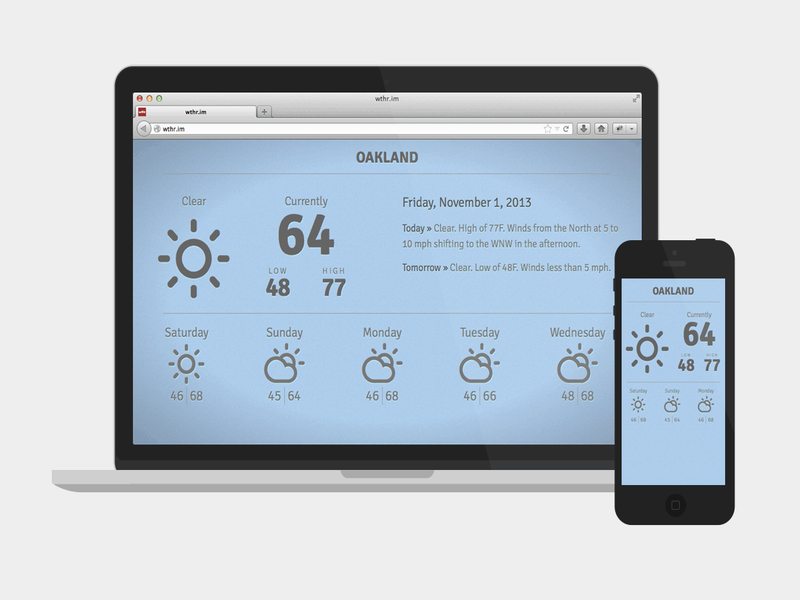 wthr.im
wthr.im
wthr.im
OAKLAND
Clear
Currently
64
LOW HIGH
48 77
Friday, November 1, 2013
Today » Clear. High of 77F. Winds from the North at 5 to
10 mph shifting to the WNW in the afternoon.
Tomorrow » Clear. Low of 48F. Winds less than 5 mph.
Saturday Sunday Monday Tuesday Wednesday
46 | 68 45 | 64 46 | 68 46 | 66 48 | 68
OAKLAND
Clear
Currently
64
LOW HIGH
48 77
Saturday Sunday Monday
46 | 68 45 | 64 46 | 68